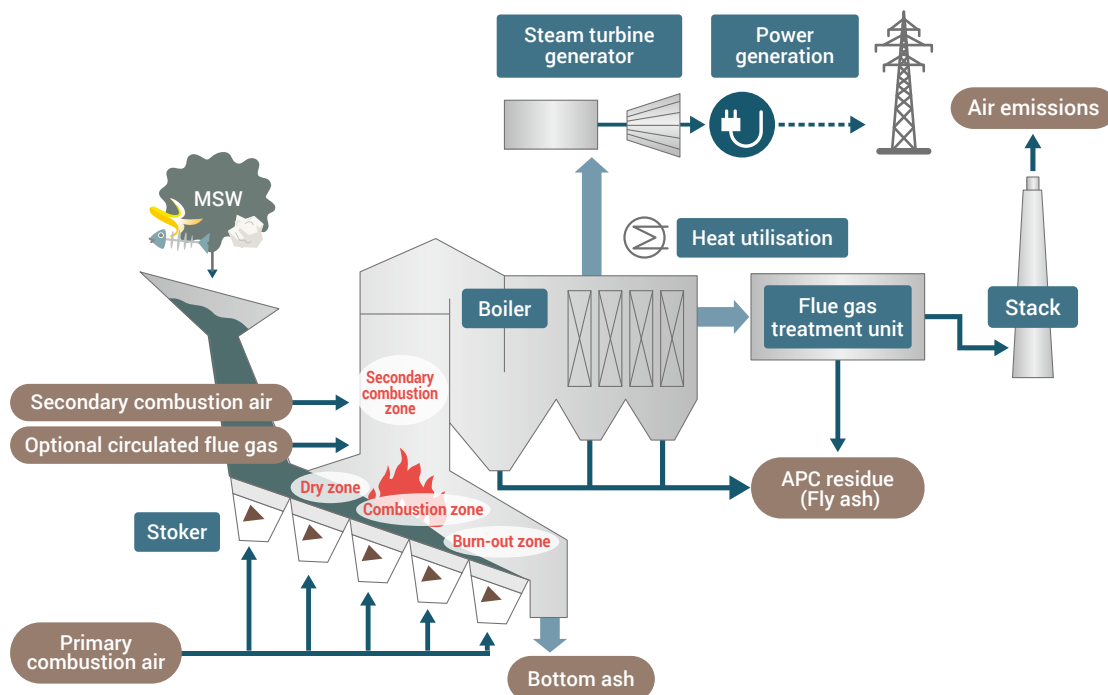 Steam turbine
generator
Power
generation
Air emissions
MSW
Heat utilisation
Boiler
Flue gas
treatment unit
Stack
Secondary
combustion
zone
Secondary combustion air
Optional circulated flue gas
Dry zone
Combustion zone
Burn-out zone
APC residue
(Fly ash)
Stoker
Primary
combustion air
Bottom ash